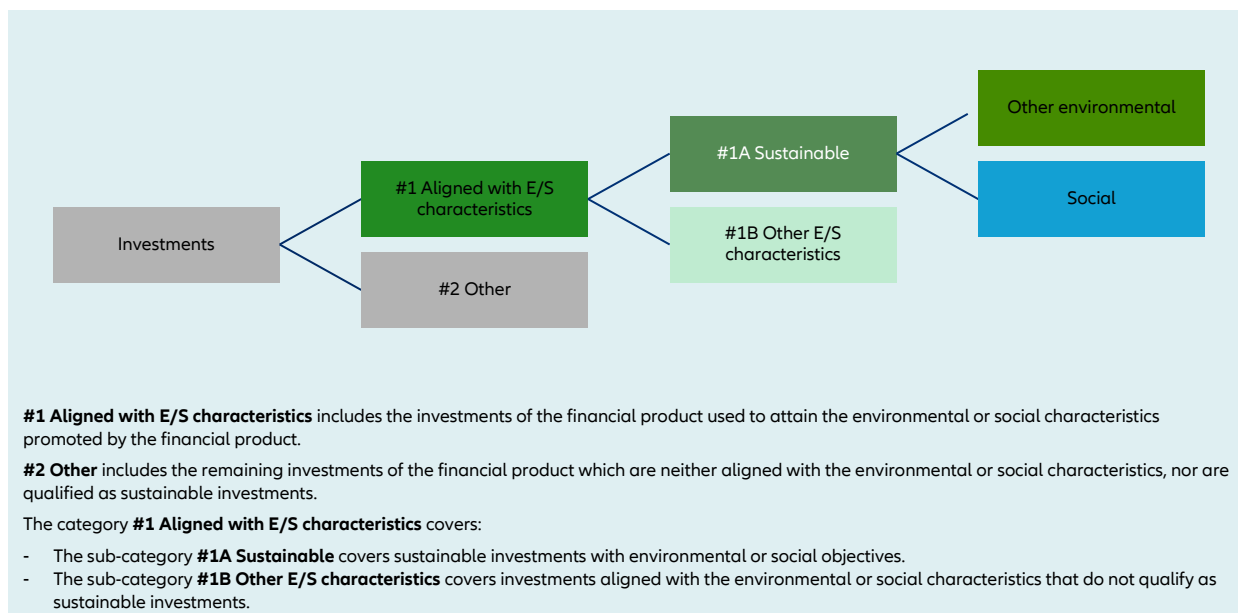 Other environmental
#1A Sustainable
#1 Aligned with E/S
characteristics
Social
Investments
#1B Other E/S
characteristics
#2 Other
#1 Aligned with E/S characteristics includes the investments of the financial product used to attain the environmental or social characteristics
promoted by the financial product.
#2 Other includes the remaining investments of the financial product which are neither aligned with the environmental or social characteristics, nor are
qualified as sustainable investments.
The category #1 Aligned with E/S characteristics covers:
- The sub-category #1A Sustainable covers sustainable investments with environmental or social objectives.
- The sub-category #1B Other E/S characteristics covers investments aligned with the environmental or social characteristics that do not qualify as
sustainable investments.